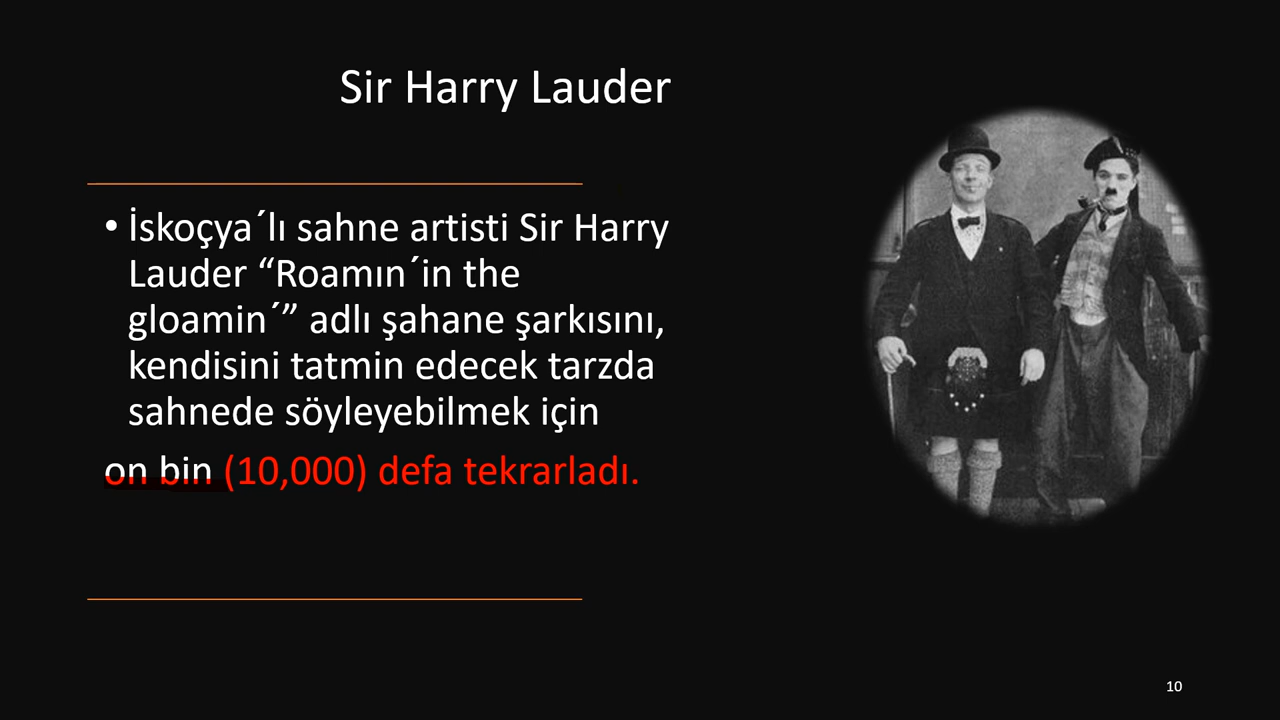 Sir Harry Lauder
• İskoçya´lı sahne artisti Sir Harry
Lauder “Roamın´in the
gloamin´” adlı şahane şarkısını,
kendisini tatmin edecek tarzda
sahnede söyleyebilmek için
on bin (10,000) defa tekrarladı.
10